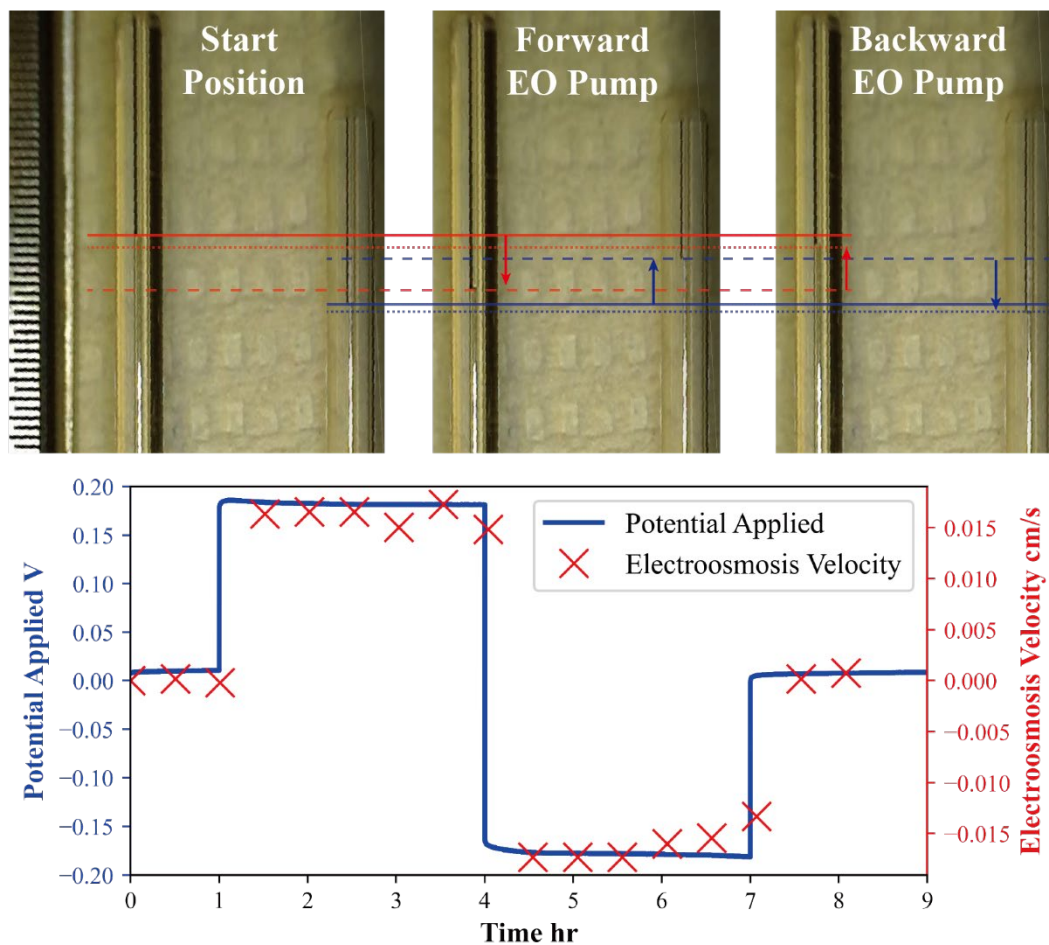 Start
Position
Forward
EO Pump
Backward
EO Pump
Potential Applied V
0.20
0.15
0.10
0.05
0.00
−0.05
−0.10
−0.15
−0.20
Potential Applied
Electroosmosis Velocity
0.015
0.010
0.005
0.000
−0.005
−0.010
−0.015
Electroosmosis Velocity cm/s
0 1 2 3 4 5 6 7 8 9
Time hr